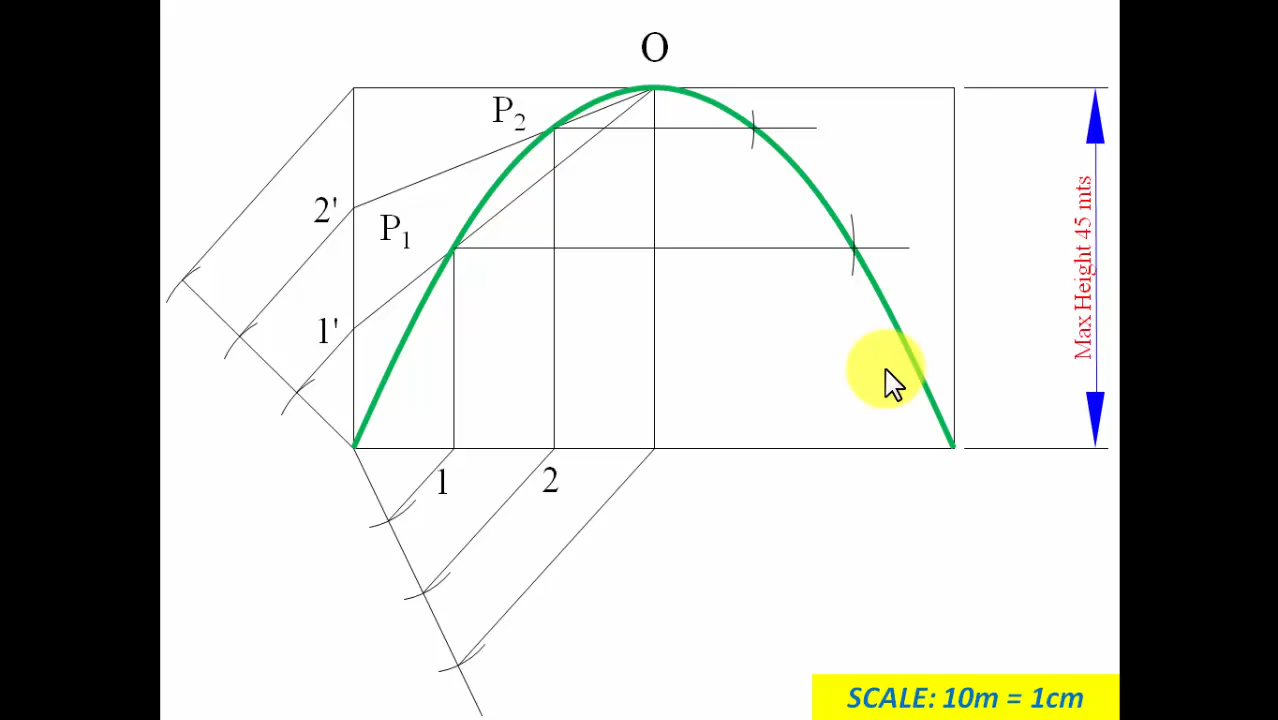 O
P2
2'
P1
1'
Max Height 45 mts
1
2
SCALE: 10m = 1cm